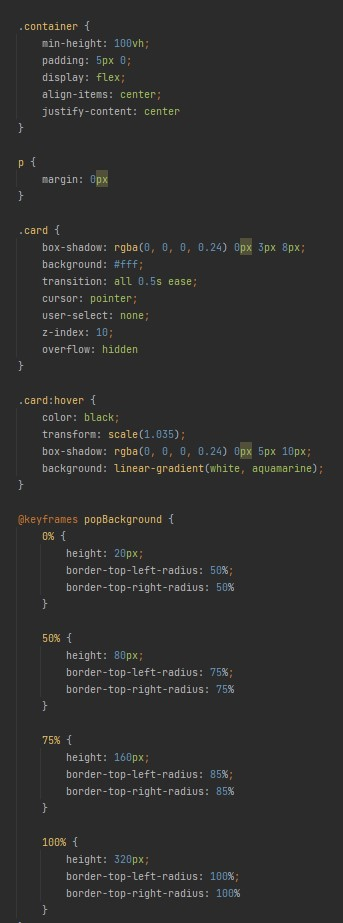 .container {
    min-height: 100vh;
    padding: 5px 0;
    display: flex;
    align-items: center;
    justify-content: center
}
p {
    margin: 0px
}
.card {
    box-shadow: rgba(0, 0, 0, 0.24) 0px 3px 8px;
    background: #fff;
    transition: all 0.5s ease;
    cursor: pointer;
    user-select: none;
    z-index: 10;
    overflow: hidden
}
.card:hover {
    color: black;
    transform: scale(1.035);
    box-shadow: rgba(0, 0, 0, 0.24) 0px 5px 10px;
    background: linear-gradient(white, aquamarine);
}
@keyframes popBackground {
    0% {
        height: 20px;
        border-top-left-radius: 50%;
        border-top-right-radius: 50%
    }
    50% {
        height: 80px;
        border-top-left-radius: 75%;
        border-top-right-radius: 75%
    }
    75% {
        height: 160px;
        border-top-left-radius: 85%;
        border-top-right-radius: 85%
    }
    100% {
        height: 320px;
        border-top-left-radius: 100%;
        border-top-right-radius: 100%
    }